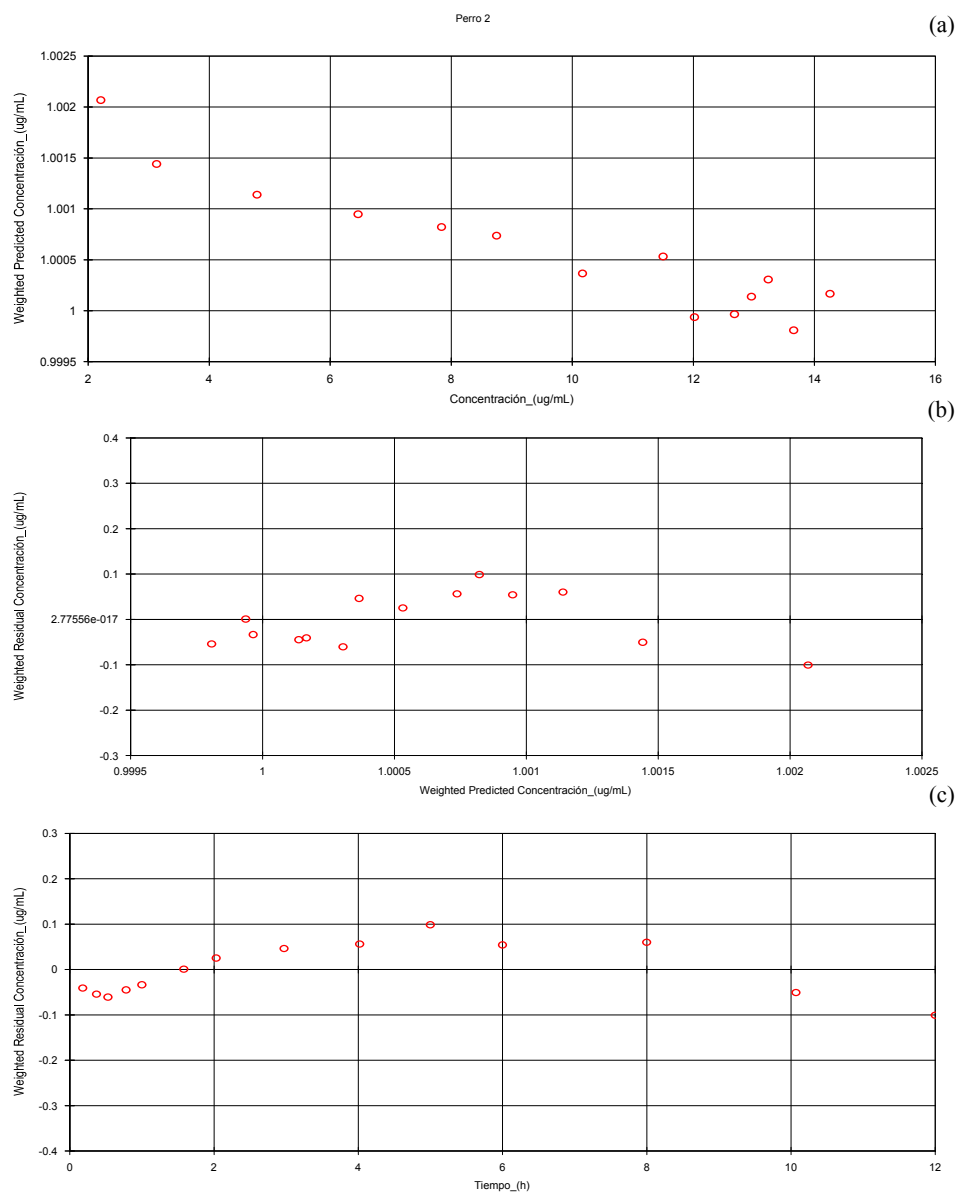 Perro 2
(a)
Weighted Predicted Concentración_(ug/mL)
1.0025
1.002
1.0015
1.001
1.0005
1
0.9995
2 4 6 8 10 12 14 16
Concentración_(ug/mL)
(b)
Weighted Residual Concentración_(ug/mL)
0.4
0.3
0.2
0.1
2.77556e-017
-0.1
-0.2
-0.3
0.9995 1 1.0005 1.001 1.0015 1.002 1.0025
Weighted Predicted Concentración_(ug/mL)
(c)
Weighted Residual Concentración_(ug/mL)
0.3
0.2
0.1
0
-0.1
-0.2
-0.3
-0.4
0 2 4 6 8 10 12
Tiempo_(h)